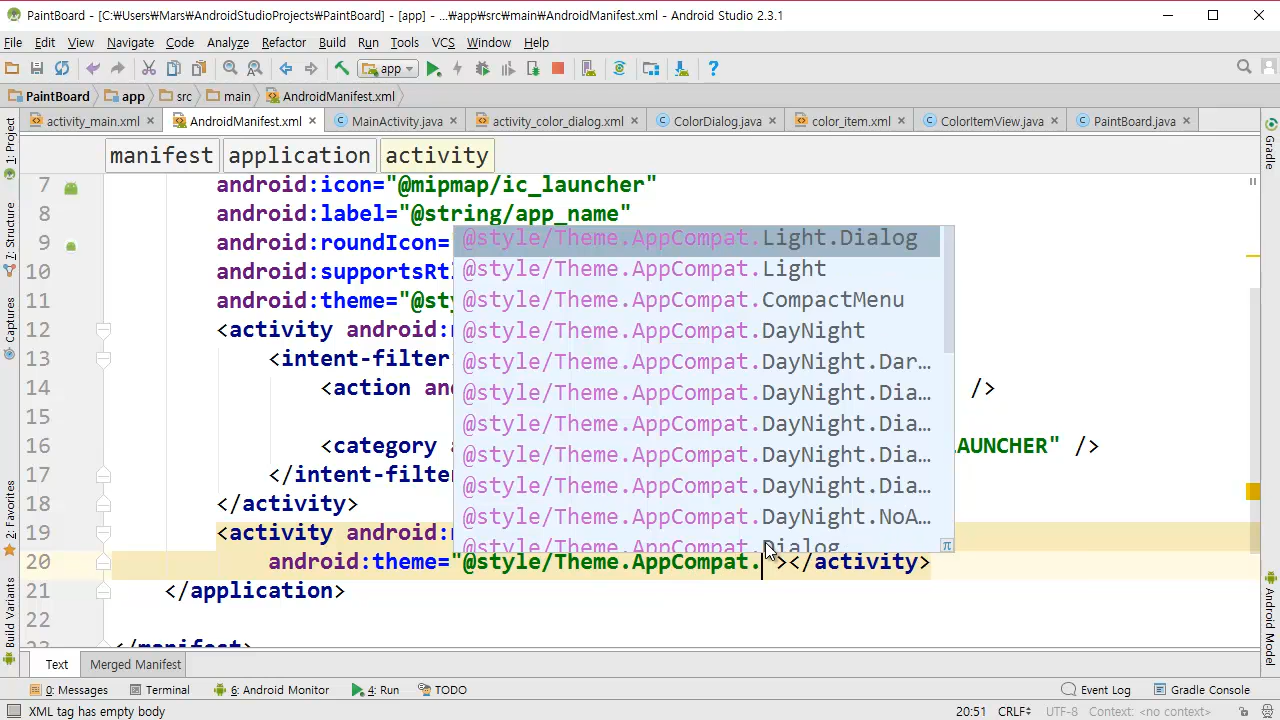 PaintBoard - [C:₩Users₩Mars₩AndroidStudioProjects₩PaintBoard] - [app] - ...₩app₩src₩main₩AndroidManifest.xml - Android Studio 2.3.1
File Edit View Navigate Code Analyze Refactor Build Run Tools VCS Window Help
app
PaintBoard app src main AndroidManifest.xml
activity_main.xml AndroidManifest.xml MainActivity.java activity_color_dialog.xml ColorDialog.java color_item.xml ColorItemView.java PaintBoard.java
manifest application activity
7 android:icon="@mipmap/ic_launcher"
8 android:label="@string/app_name"
9 android:roundIcon=
10 android:supportsRt
11 android:theme="@st
12 <activity android:
13 <intent-filter
14 <action an />
15
16 <category a AUNCHER" />
17 </intent-filte
18 </activity>
19 <activity android:
20 android:theme="@style/Theme.AppCompat."></activity>
21 </application>
22
23 </manifest>
@style/Theme.AppCompat.Light.Dialog
@style/Theme.AppCompat.Light
@style/Theme.AppCompat.CompactMenu
@style/Theme.AppCompat.DayNight
@style/Theme.AppCompat.DayNight.Dar…
@style/Theme.AppCompat.DayNight.Dia…
@style/Theme.AppCompat.DayNight.Dia…
@style/Theme.AppCompat.DayNight.Dia…
@style/Theme.AppCompat.DayNight.Dia…
@style/Theme.AppCompat.DayNight.NoA…
@style/Theme.AppCompat.Dialog
π
1: Project
7: Structure
Captures
2: Favorites
Build Variants
Gradle
Android Model
Text Merged Manifest
0: Messages Terminal 6: Android Monitor 4: Run TODO Event Log Gradle Console
XML tag has empty body 20:51 CRLF÷ UTF-8 Context: <no context>